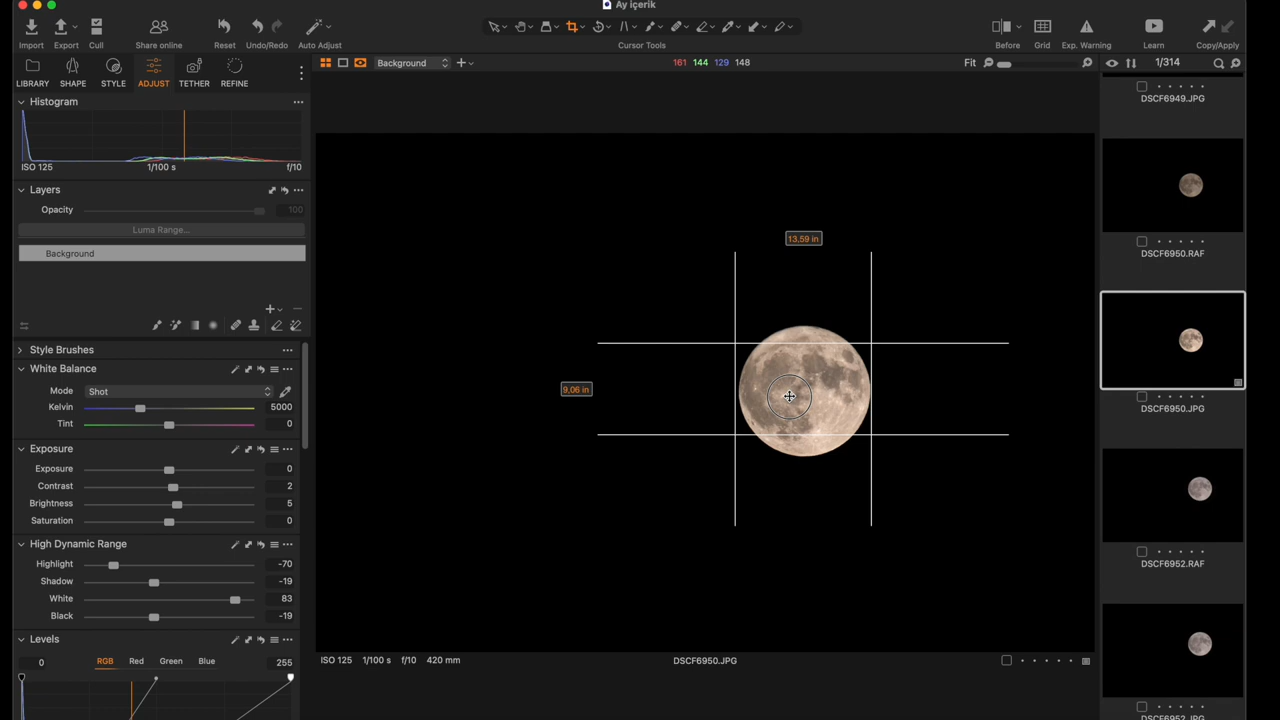 Ay içerik
Import Export Cull Share online Reset Undo/Redo Auto Adjust Cursor Tools Before Grid Exp. Warning Learn Copy/Apply
LIBRARY SHAPE STYLE ADJUST TETHER REFINE
Background
161 144 129 148
Fit
1/314
Histogram
ISO 125 1/100 s f/10
Layers
Opacity 100
Luma Range...
Background
Style Brushes
White Balance
Mode Shot
Kelvin 5000
Tint 0
Exposure
Exposure 0
Contrast 2
Brightness 5
Saturation 0
High Dynamic Range
Highlight -70
Shadow -19
White 83
Black -19
Levels
0 RGB Red Green Blue 255
13,59 in
9,06 in
ISO 125 1/100 s f/10 420 mm DSCF6950.JPG
DSCF6949.JPG
DSCF6950.RAF
DSCF6950.JPG
DSCF6952.RAF
DSCF6952.JPG